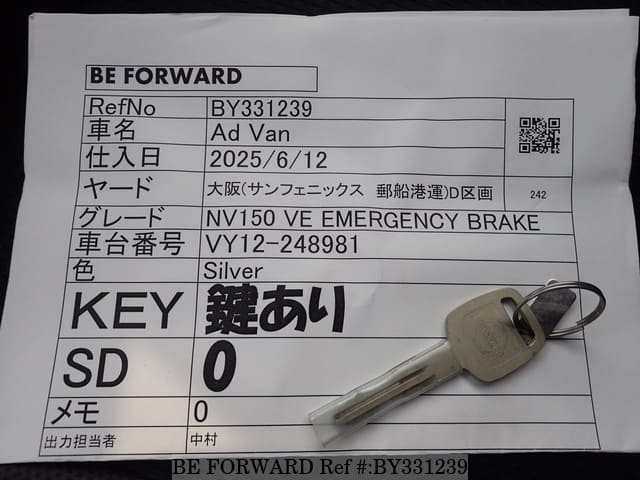 BE FORWARD
RefNo BY331239
車名 Ad Van
仕入日 2025/6/12
ヤード 大阪(サンフェニックス 郵船港運)D区画 242
グレード NV150 VE EMERGENCY BRAKE
車台番号 VY12-248981
色 Silver
KEY 鍵あり
SD 0
メモ 0
出力担当者 中村
BE FORWARD Ref #:BY331239